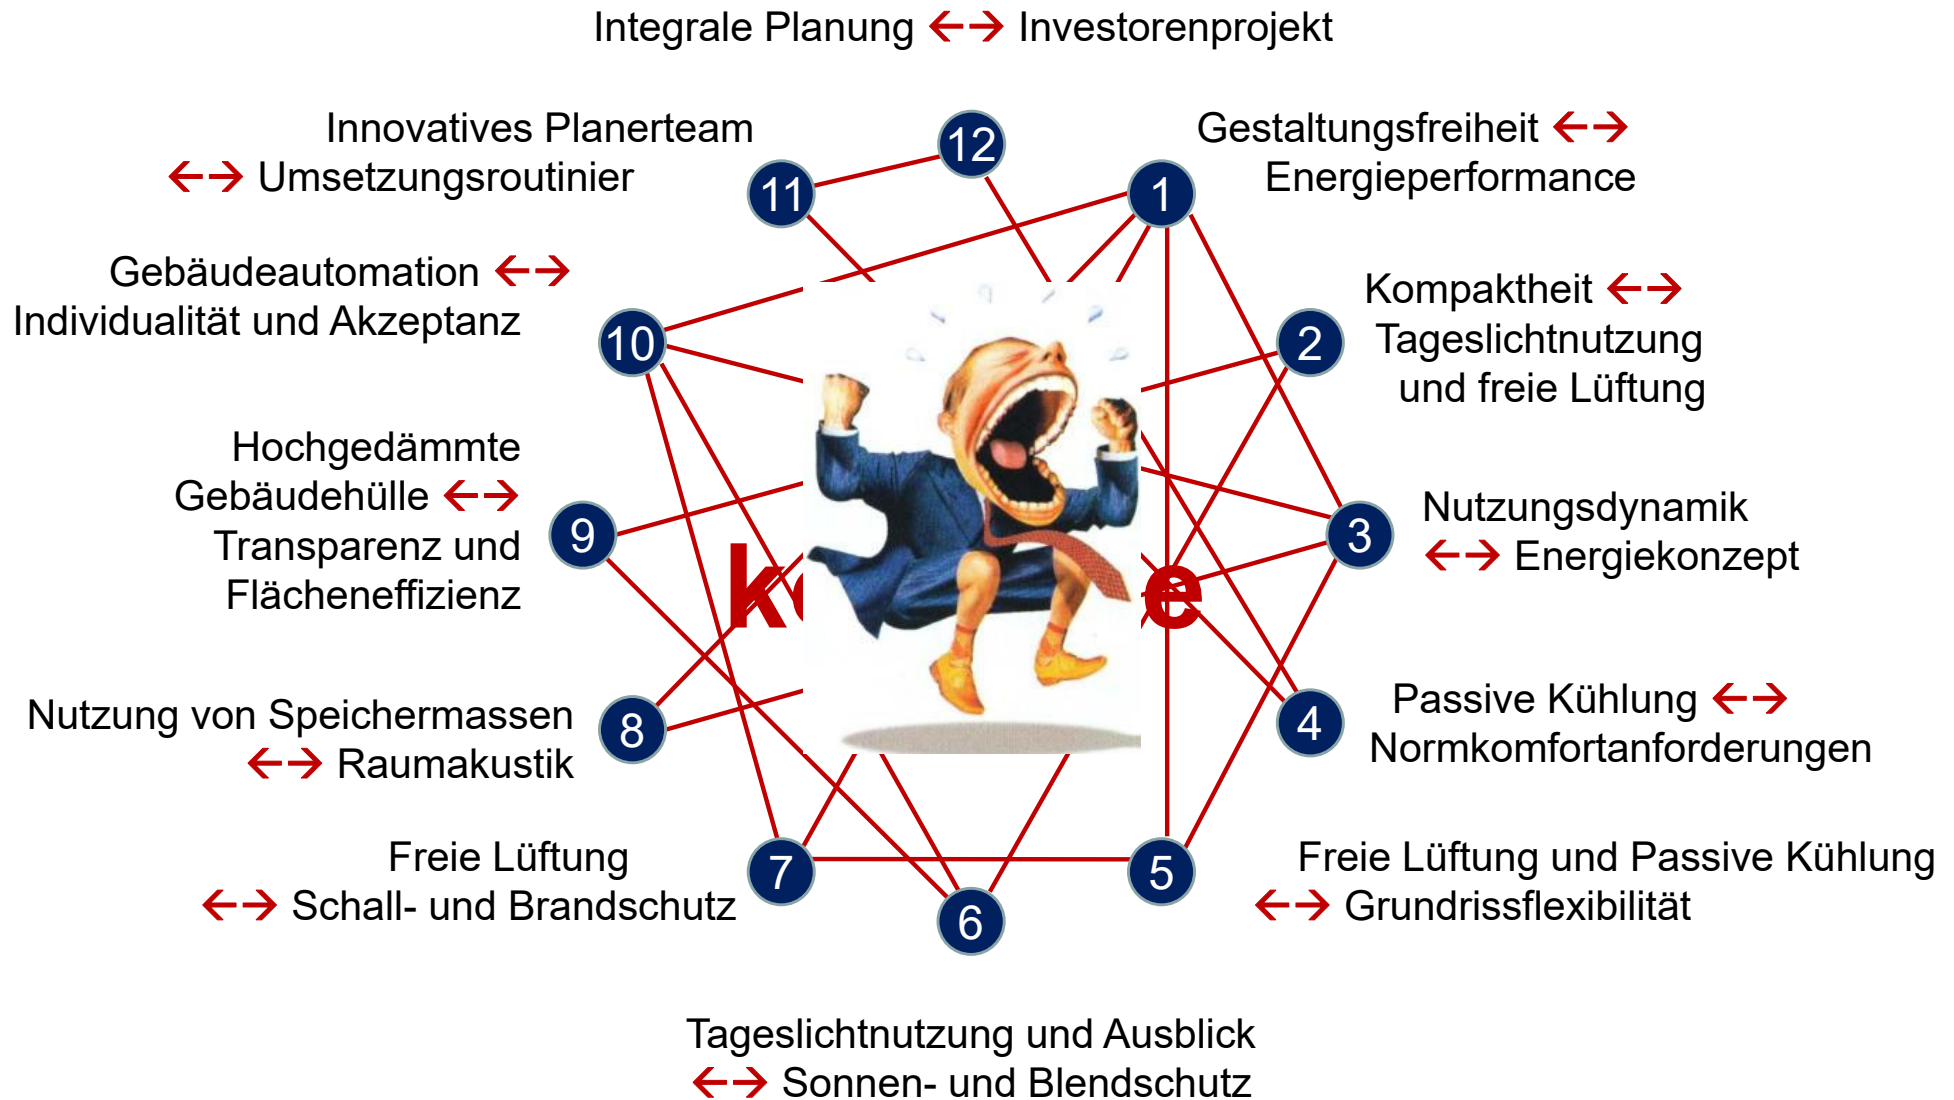 Integrale Planung ←→ Investorenprojekt
Innovatives Planerteam
←→ Umsetzungsroutinier
12
11
1
Gestaltungsfreiheit ←→
Energieperformance
Gebäudeautomation ←→
Individualität und Akzeptanz
10
2
Kompaktheit ←→
Tageslichtnutzung
und freie Lüftung
Hochgedämmte
Gebäudehülle ←→
Transparenz und
Flächeneffizienz
9
3
Nutzungsdynamik
←→ Energiekonzept
Nutzung von Speichermassen
←→ Raumakustik
8
4
Passive Kühlung ←→
Normkomfortanforderungen
Freie Lüftung
←→ Schall- und Brandschutz
7
5
Freie Lüftung und Passive Kühlung
←→ Grundrissflexibilität
6
Tageslichtnutzung und Ausblick
←→ Sonnen- und Blendschutz